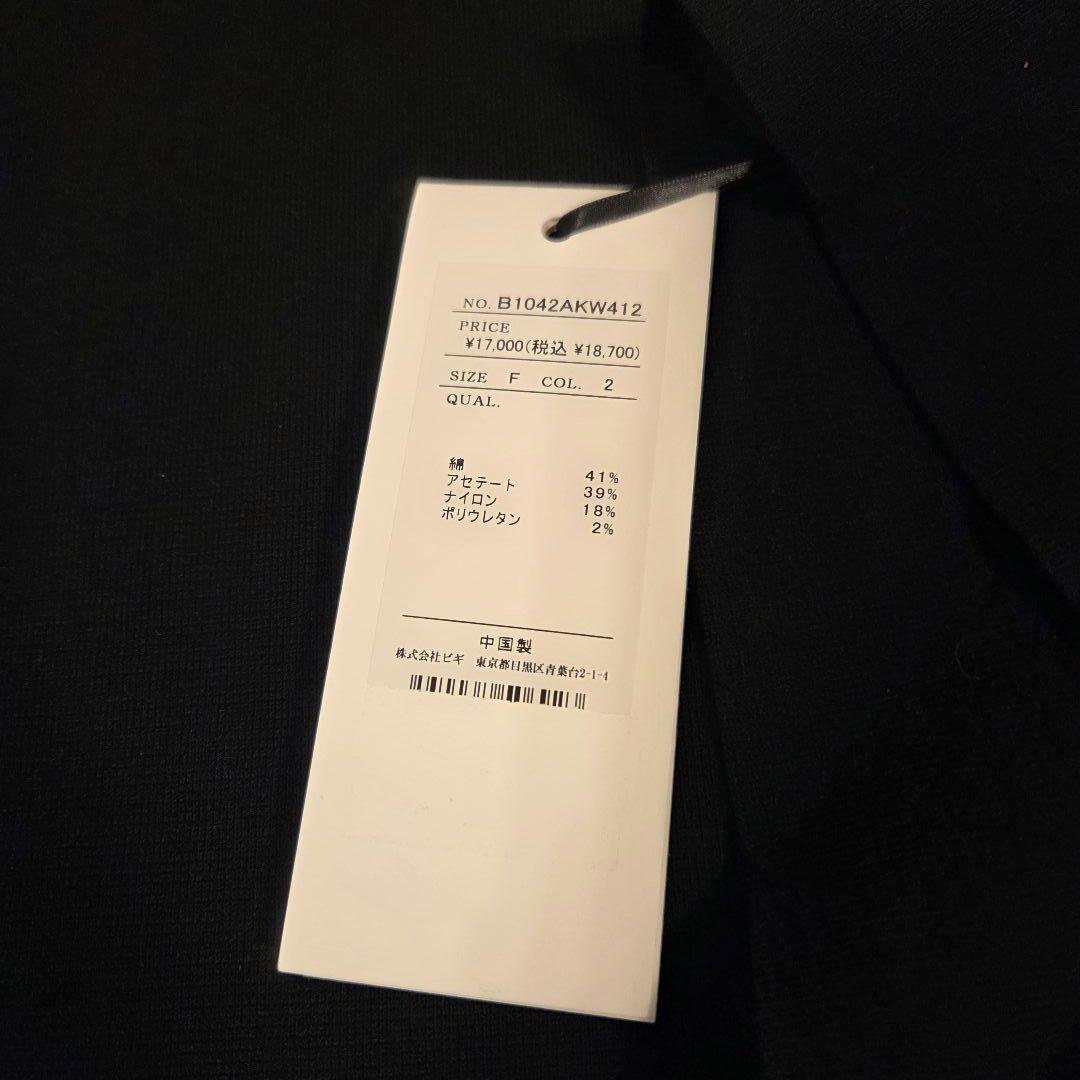 NO. B1042AKW412
PRICE
¥17,000(税込 ¥18,700)
SIZE F COL. 2
QUAL.
綿 41%
アセテート 39%
ナイロン 18%
ポリウレタン 2%
中国製
株式会社ビギ 東京都目黒区青葉台2-1-4